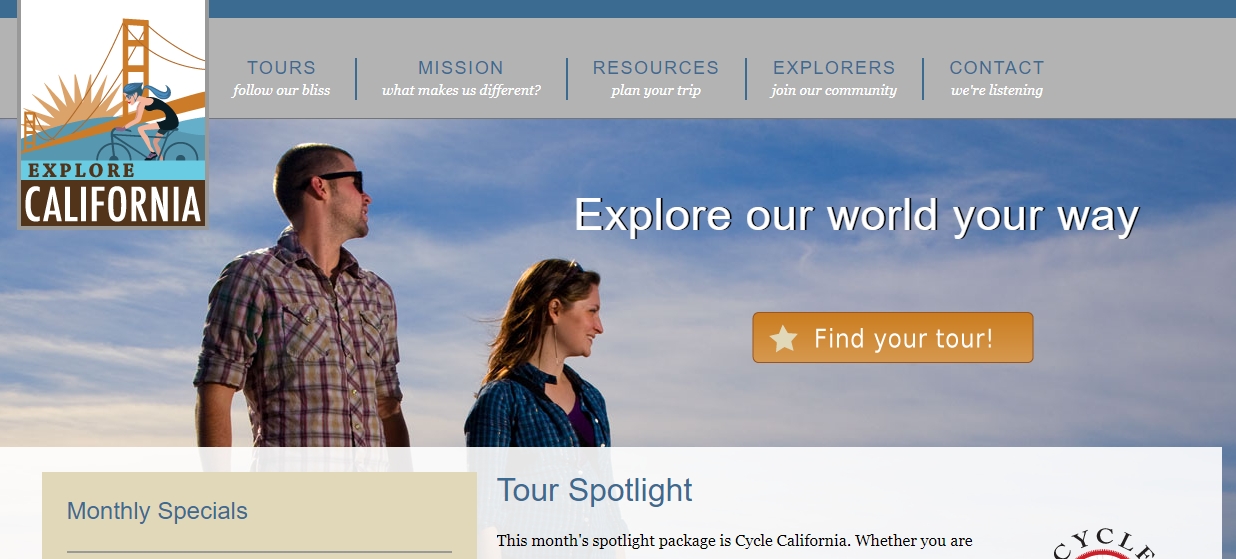 TOURS
follow our bliss
MISSION
what makes us different?
RESOURCES
plan your trip
EXPLORERS
join our community
CONTACT
we're listening
EXPLORE
CALIFORNIA
Explore our world your way
Find your tour!
Monthly Specials
Tour Spotlight
This month's spotlight package is Cycle California. Whether you are
CYCLE